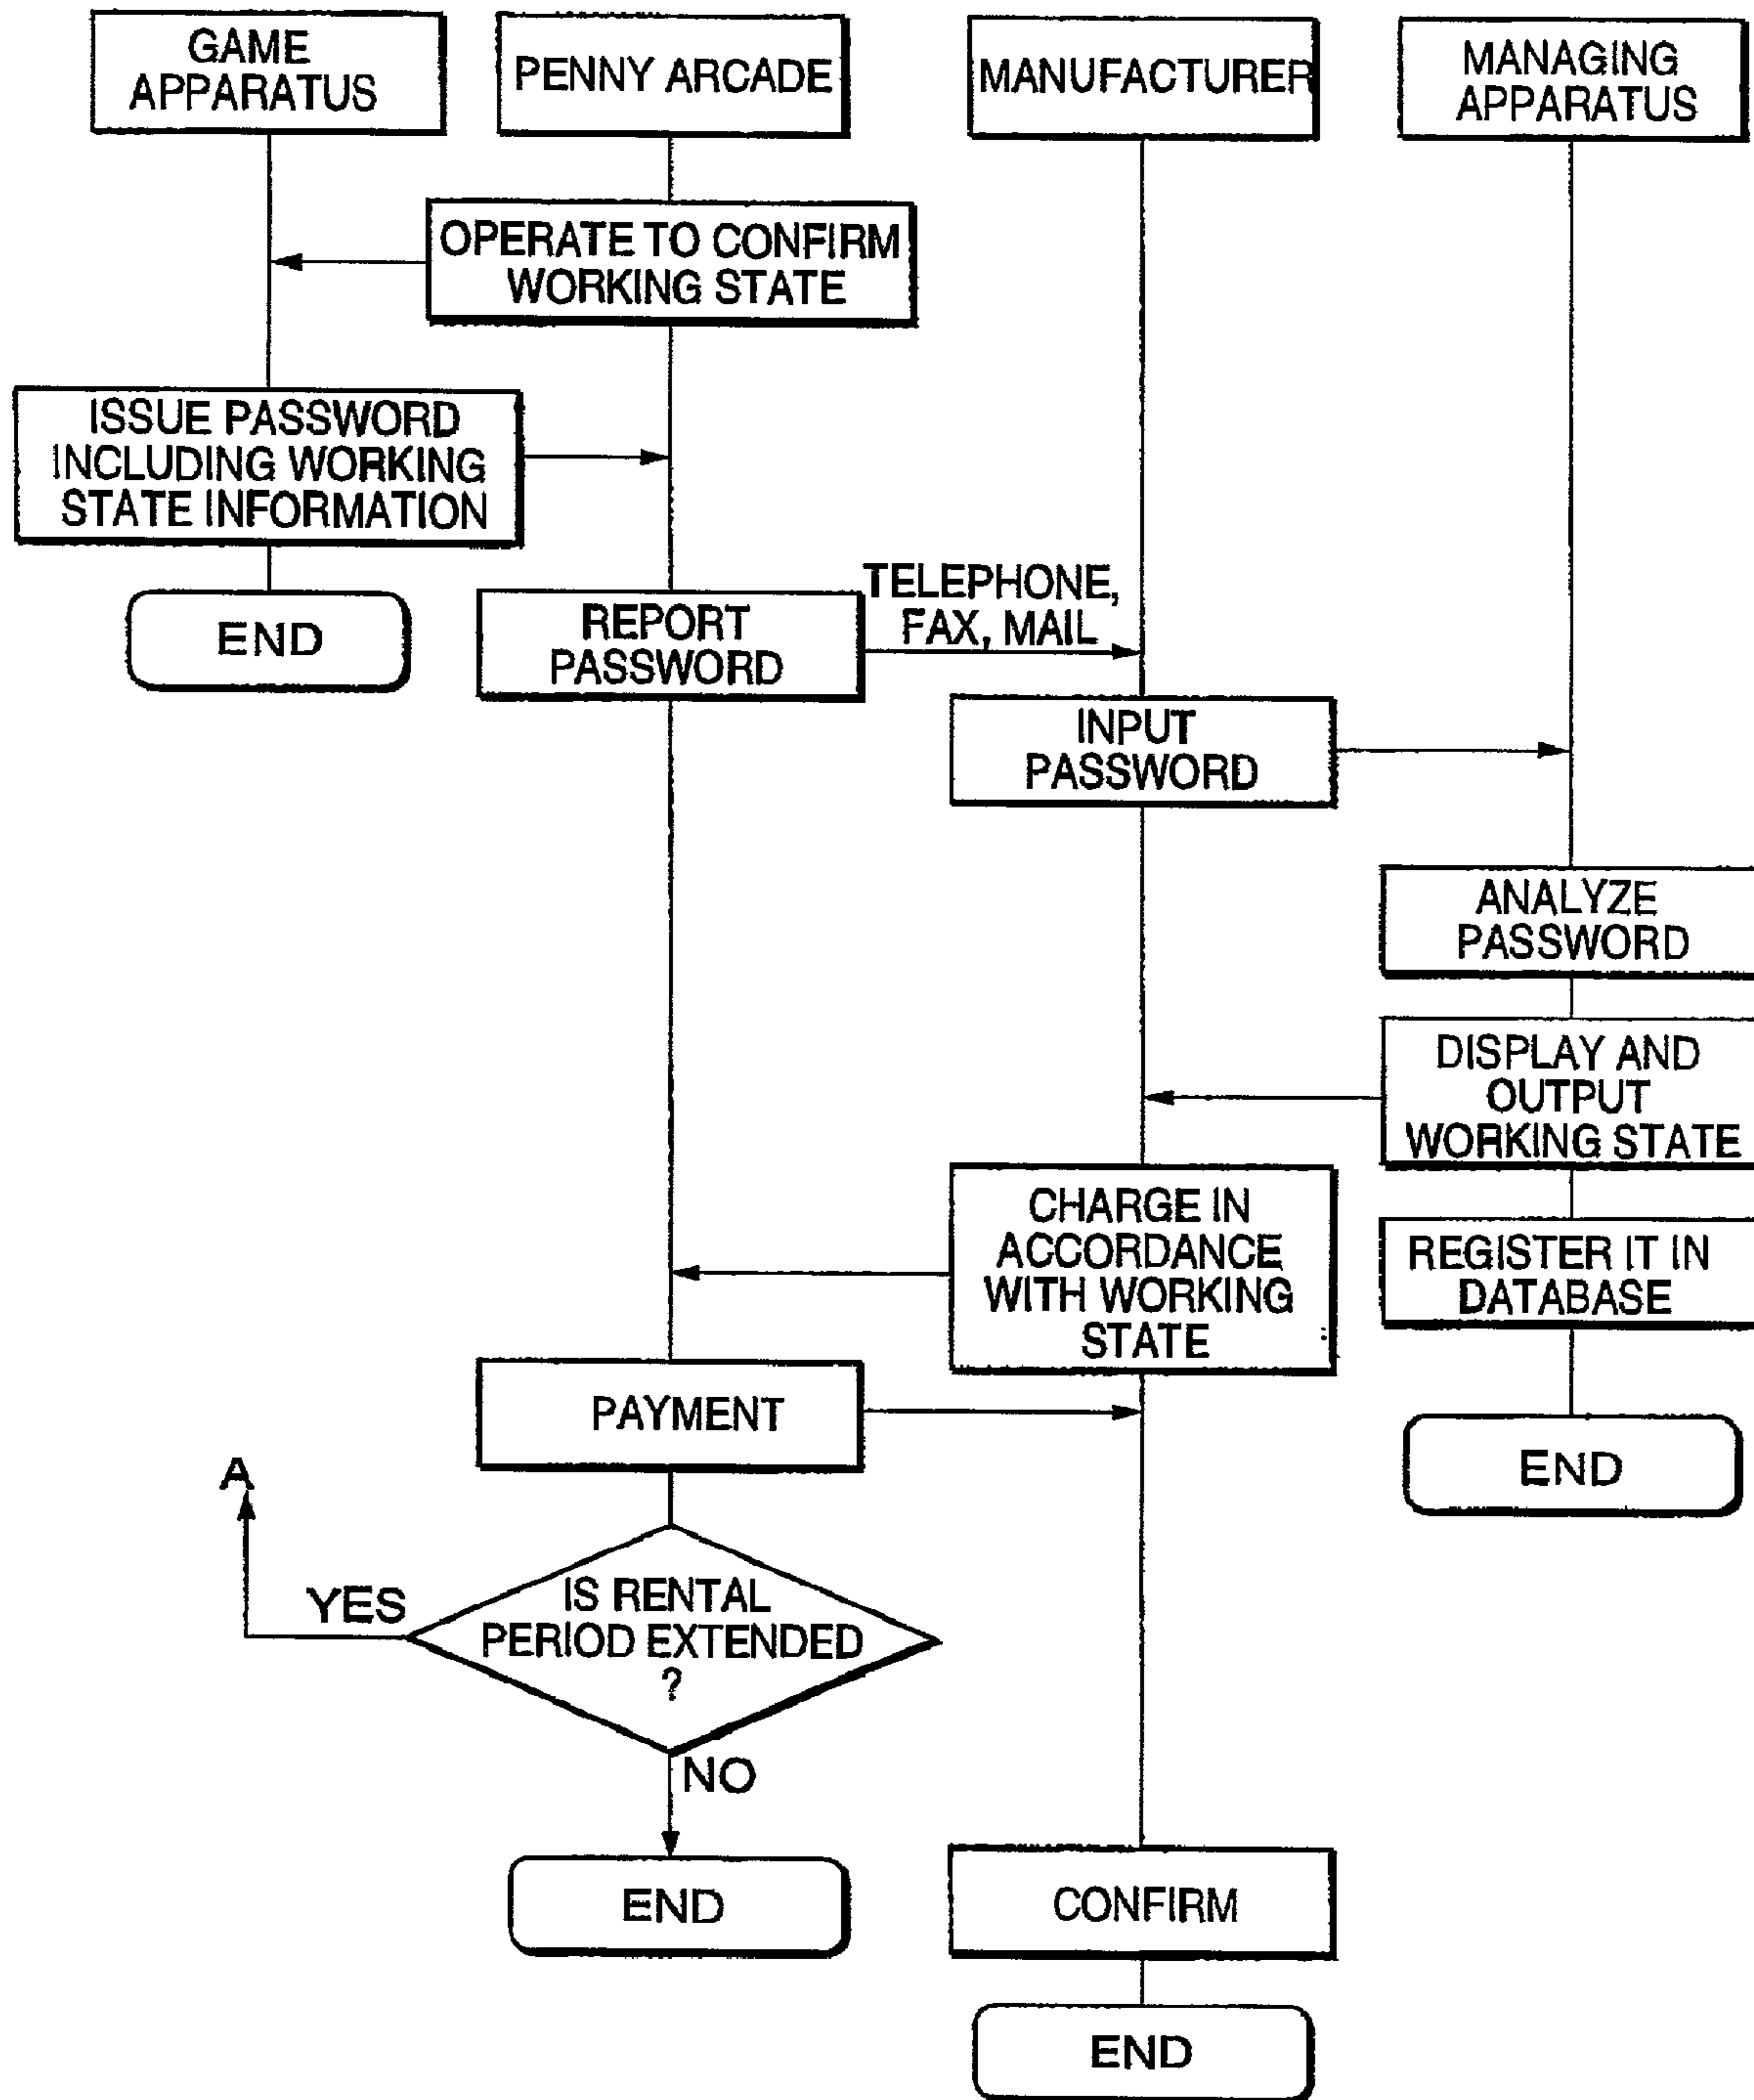 GAME
APPARATUS
PENNY ARCADE
MANUFACTURER
MANAGING
APPARATUS
OPERATE TO CONFIRM
WORKING STATE
ISSUE PASSWORD
INCLUDING WORKING
STATE INFORMATION
END
REPORT
PASSWORD
TELEPHONE,
FAX, MAIL
INPUT
PASSWORD
ANALYZE
PASSWORD
DISPLAY AND
OUTPUT
WORKING STATE
CHARGE IN
ACCORDANCE
WITH WORKING
STATE
REGISTER IT IN
DATABASE
PAYMENT
END
A
YES
IS RENTAL
PERIOD EXTENDED
?
NO
END
CONFIRM
END